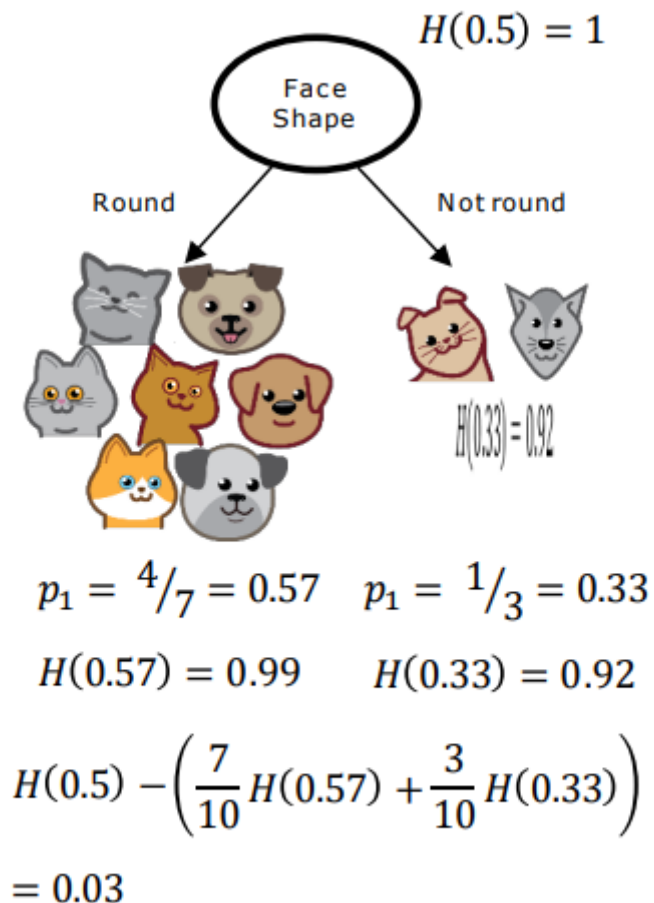 H(0.5) = 1
Face
Shape
Round
Not round
H(0.33) = 0.92
p₁ = 4/7 = 0.57
p₁ = 1/3 = 0.33
H(0.57) = 0.99
H(0.33) = 0.92
H(0.5) − (7/10 H(0.57) + 3/10 H(0.33))
= 0.03